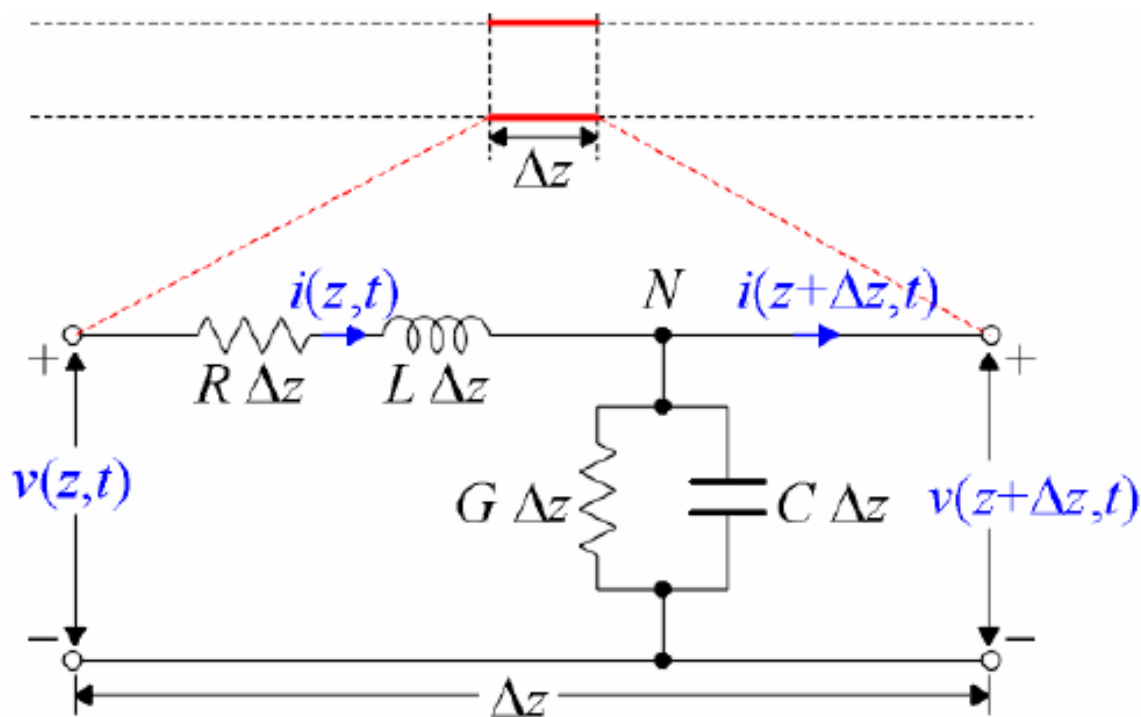 Δz
i(z,t) N i(z+Δz,t)
+ R Δz L Δz +
v(z,t) G Δz C Δz v(z+Δz,t)
− −
Δz